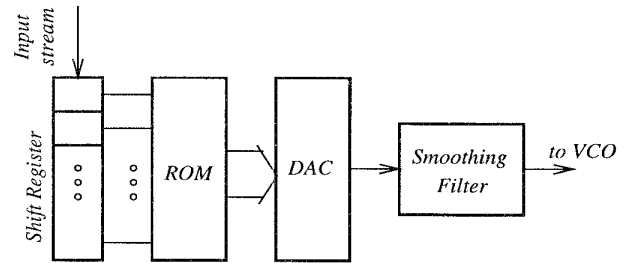 Input
stream
Shift Register
ROM
DAC
Smoothing
Filter
to VCO